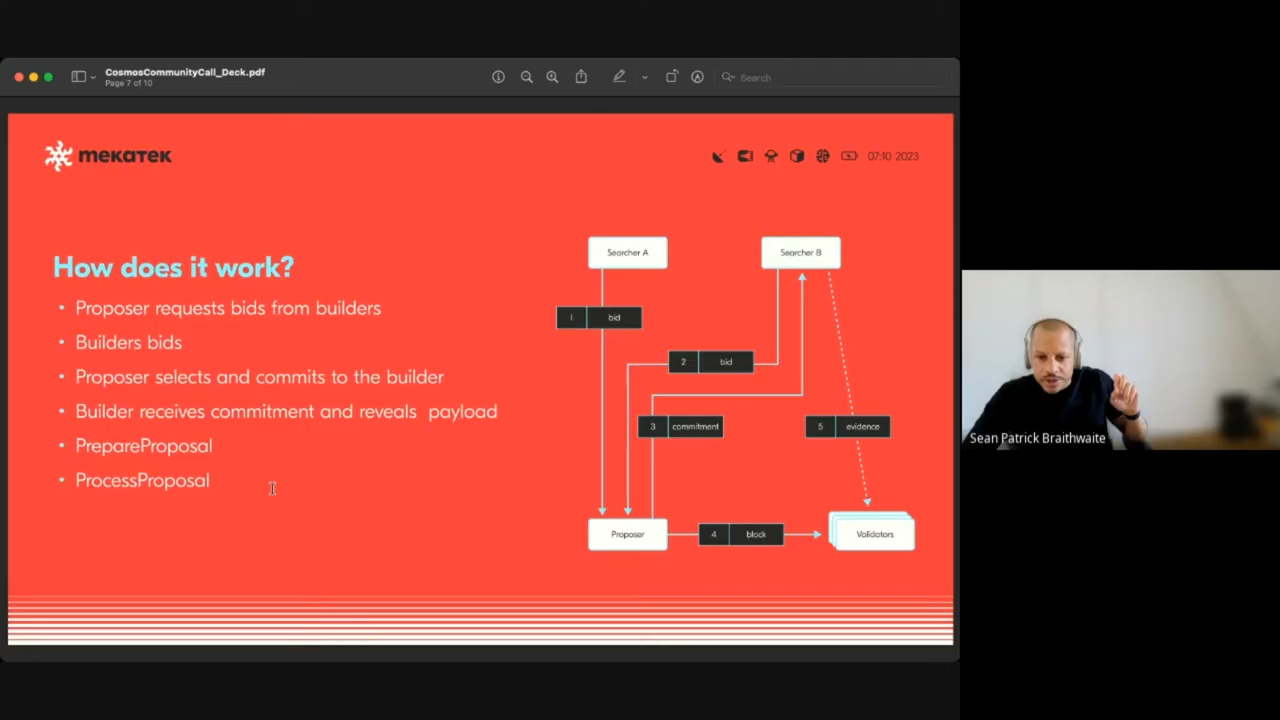 CosmosCommunityCall_Deck.pdf
Page 7 of 10
Search
mekatek
07:10 2023
How does it work?
• Proposer requests bids from builders
• Builders bids
• Proposer selects and commits to the builder
• Builder receives commitment and reveals payload
• PrepareProposal
• ProcessProposal
Searcher A
Searcher B
1 bid
2 bid
3 commitment
5 evidence
Proposer
4 block
Validators
Sean Patrick Braithwaite